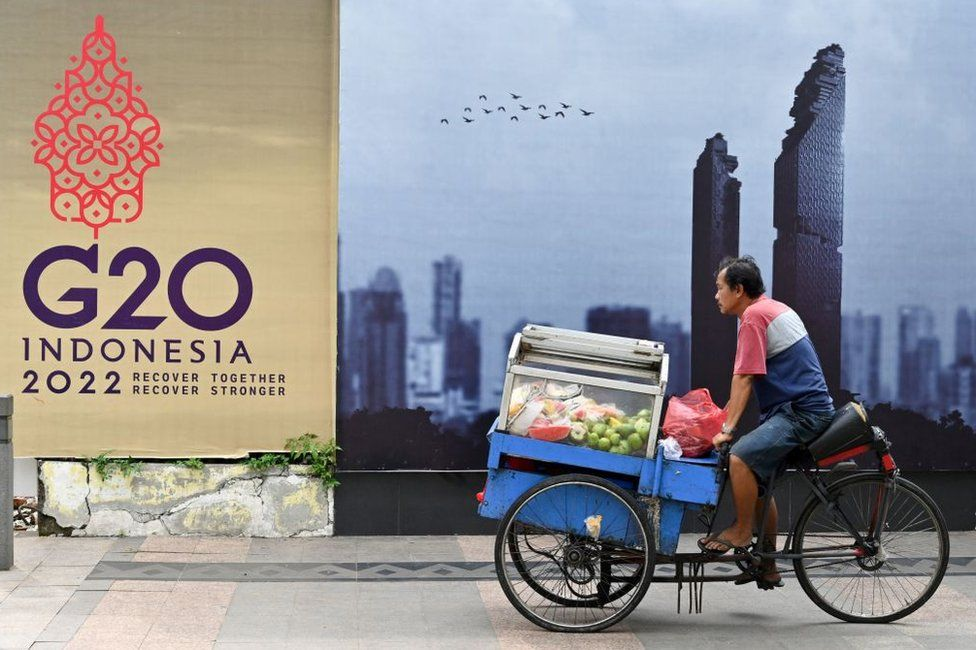 G20
INDONESIA
2022 RECOVER TOGETHER
RECOVER STRONGER